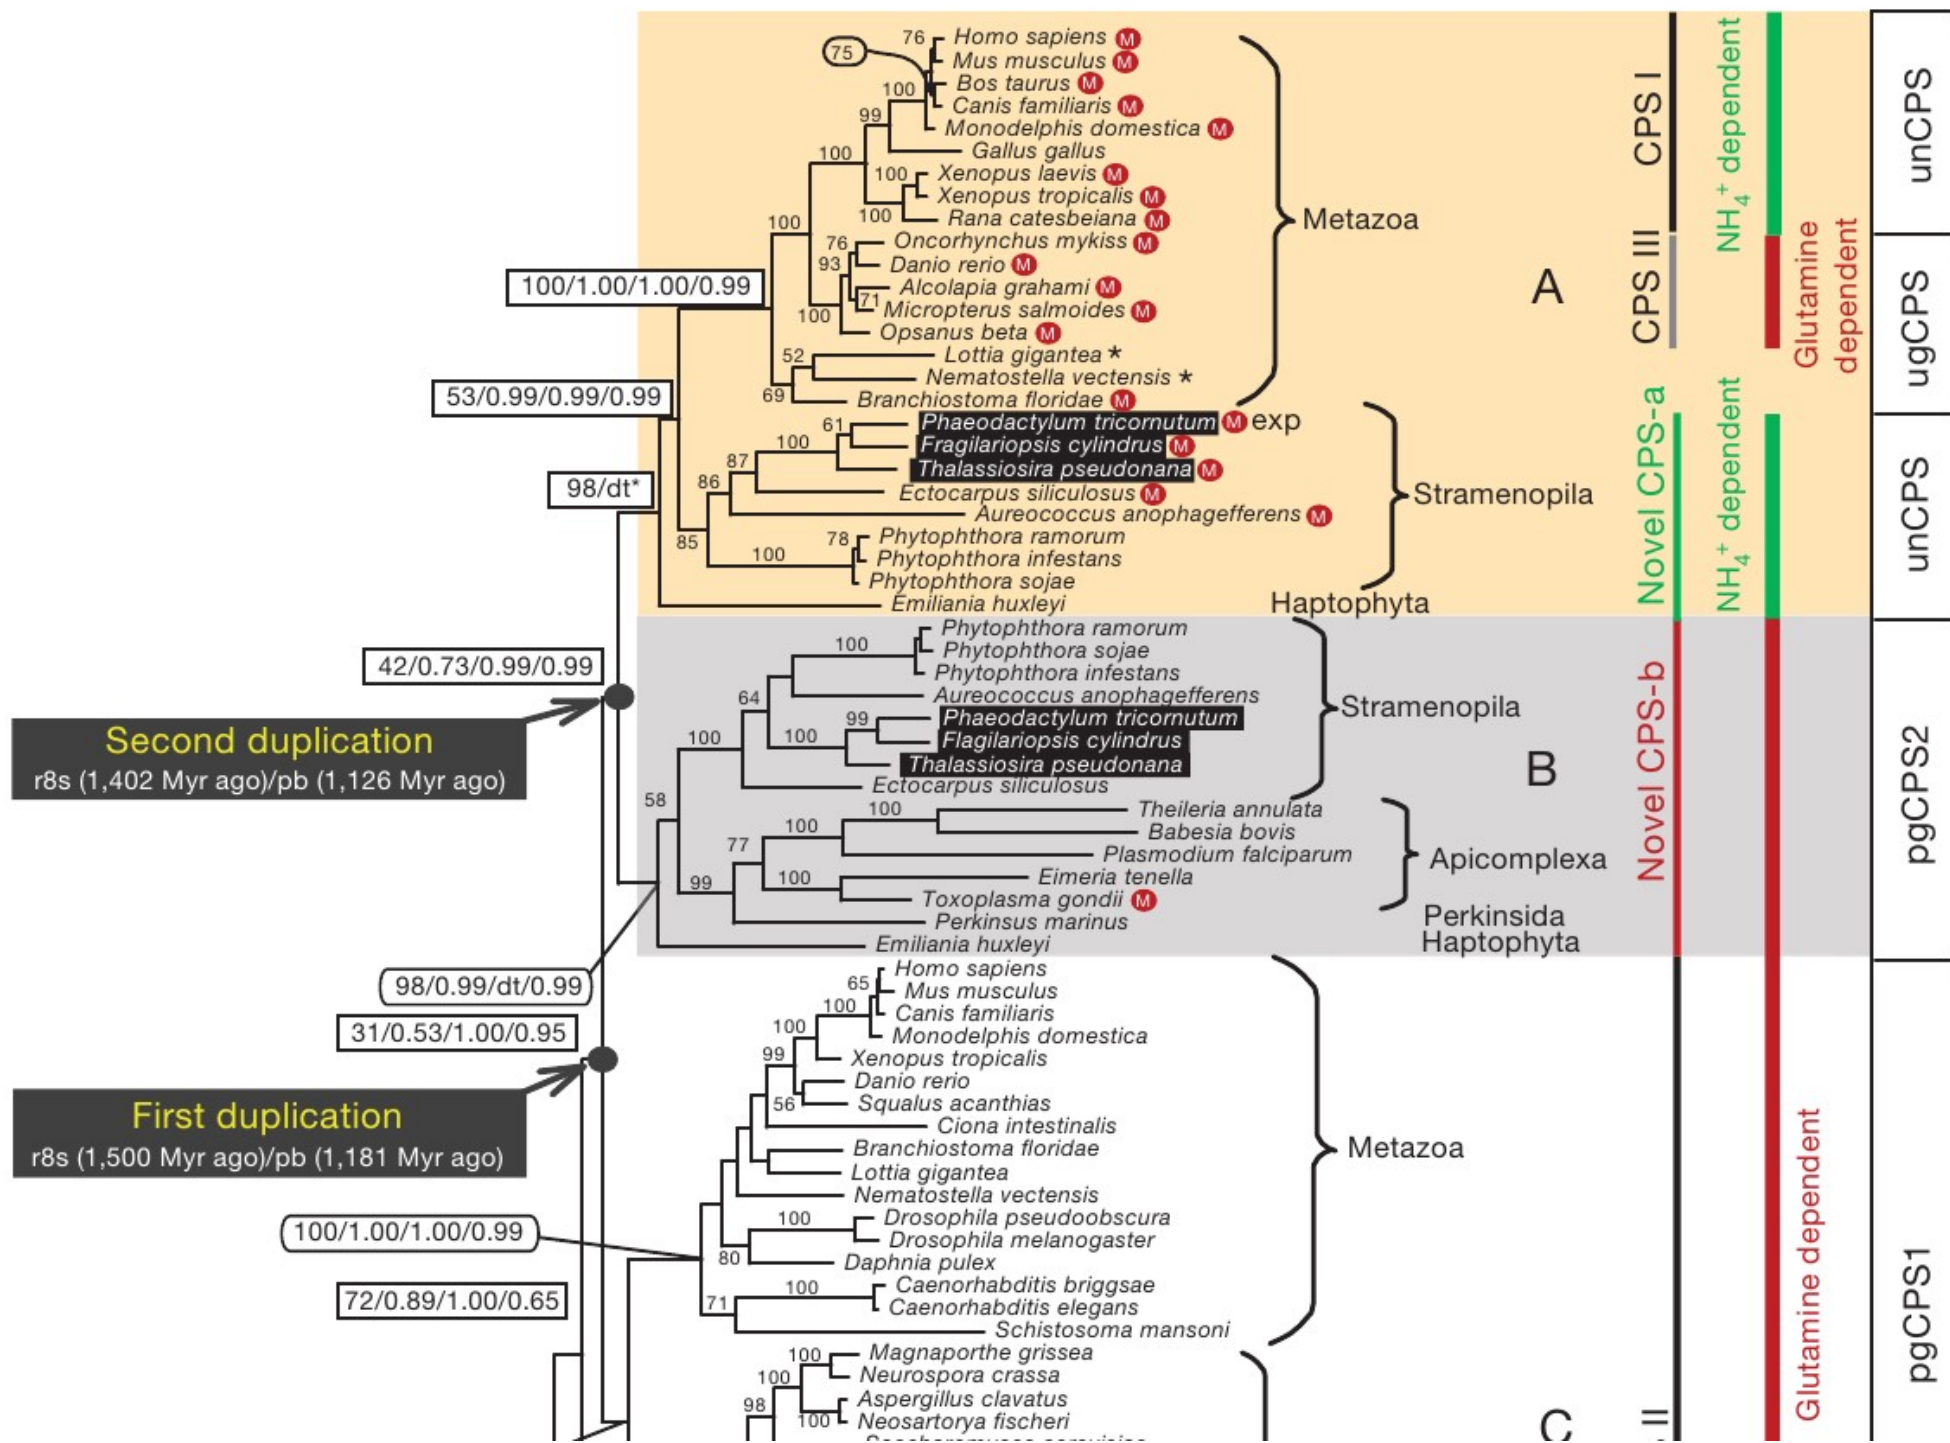 76
75
Homo sapiens M
Mus musculus M
Bos taurus M
100
Canis familiaris M
99
Monodelphis domestica M
100
Gallus gallus
100
Xenopus laevis M
Xenopus tropicalis M
100
Rana catesbeiana M
100
76
Oncorhynchus mykiss M
93
Danio rerio M
Alcolapia grahami M
71
Micropterus salmoides M
100
Opsanus beta M
100/1.00/1.00/0.99
52
Lottia gigantea *
Nematostella vectensis *
69
Branchiostoma floridae M
Metazoa
53/0.99/0.99/0.99
61
Phaeodactylum tricornutum M exp
100
Fragilariopsis cylindrus M
87
Thalassiosira pseudonana M
86
Ectocarpus siliculosus M
98/dt*
Aureococcus anophagefferens M
85
78
Phytophthora ramorum
100
Phytophthora infestans
Phytophthora sojae
Stramenopila
Emiliania huxleyi
Haptophyta
A
CPS I
CPS III
Novel CPS-a
NH4+ dependent
Glutamine
dependent
NH4+ dependent
unCPS
ugCPS
unCPS
42/0.73/0.99/0.99
Second duplication
r8s (1,402 Myr ago)/pb (1,126 Myr ago)
Phytophthora ramorum
100
Phytophthora sojae
Phytophthora infestans
64
Aureococcus anophagefferens
99
Phaeodactylum tricornutum
100
100
Flagilariopsis cylindrus
Thalassiosira pseudonana
Ectocarpus siliculosus
Stramenopila
58
100
Theileria annulata
100
Babesia bovis
77
Plasmodium falciparum
100
Eimeria tenella
99
Toxoplasma gondii M
Apicomplexa
Perkinsus marinus
Perkinsida
Emiliania huxleyi
Haptophyta
B
Novel CPS-b
pgCPS2
98/0.99/dt/0.99
31/0.53/1.00/0.95
First duplication
r8s (1,500 Myr ago)/pb (1,181 Myr ago)
65
Homo sapiens
Mus musculus
100
Canis familiaris
100
Monodelphis domestica
99
Xenopus tropicalis
Danio rerio
56
Squalus acanthias
Ciona intestinalis
Branchiostoma floridae
Lottia gigantea
Nematostella vectensis
100
Drosophila pseudoobscura
Drosophila melanogaster
80
Daphnia pulex
100
Caenorhabditis briggsae
71
Caenorhabditis elegans
Schistosoma mansoni
Metazoa
100/1.00/1.00/0.99
72/0.89/1.00/0.65
100
Magnaporthe grissea
100
Neurospora crassa
98
Aspergillus clavatus
100
Neosartorya fischeri
C
II
Glutamine dependent
pgCPS1